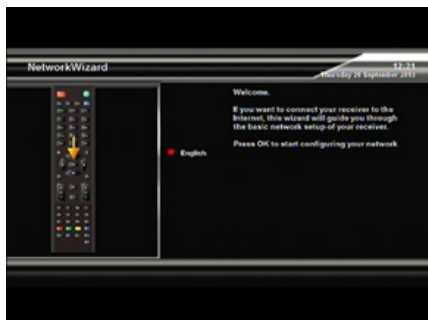 NetworkWizard
12:21
Thursday 26 September 2013
Welcome.
If you want to connect your receiver to the
Internet, this wizard will guide you through
the basic network setup of your receiver.
Press OK to start configuring your network
English